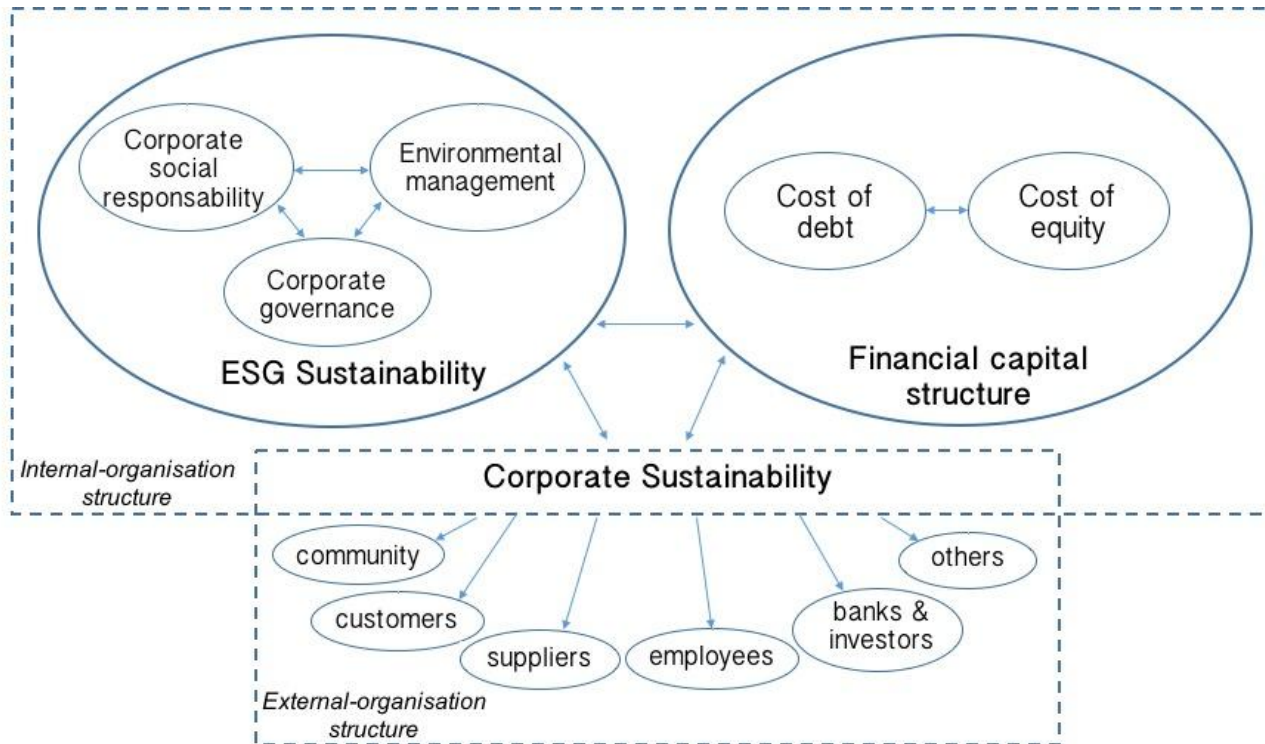 Corporate
social
responsability
Environmental
management
Corporate
governance
ESG Sustainability
Cost of
debt
Cost of
equity
Financial capital
structure
Internal-organisation
structure
Corporate Sustainability
community
customers
suppliers
employees
banks &
investors
others
External-organisation
structure